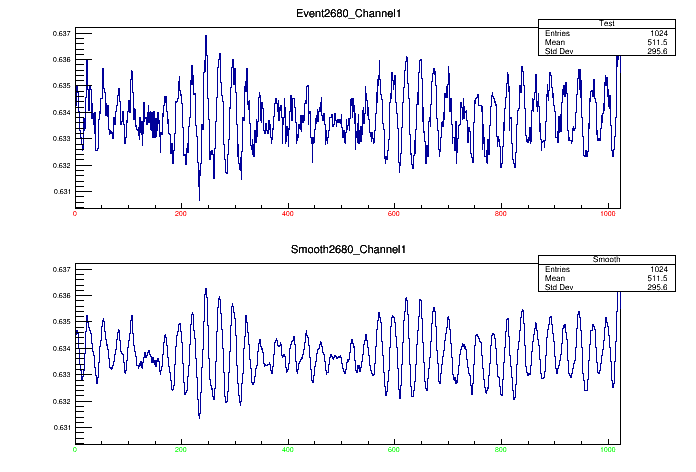 Event2680_Channel1
Test
Entries 1024
Mean 511.5
Std Dev 295.6
0.637
0.636
0.635
0.634
0.633
0.632
0.631
0 200 400 600 800 1000
Smooth2680_Channel1
Smooth
Entries 1024
Mean 511.5
Std Dev 295.6
0.637
0.636
0.635
0.634
0.633
0.632
0.631
0 200 400 600 800 1000